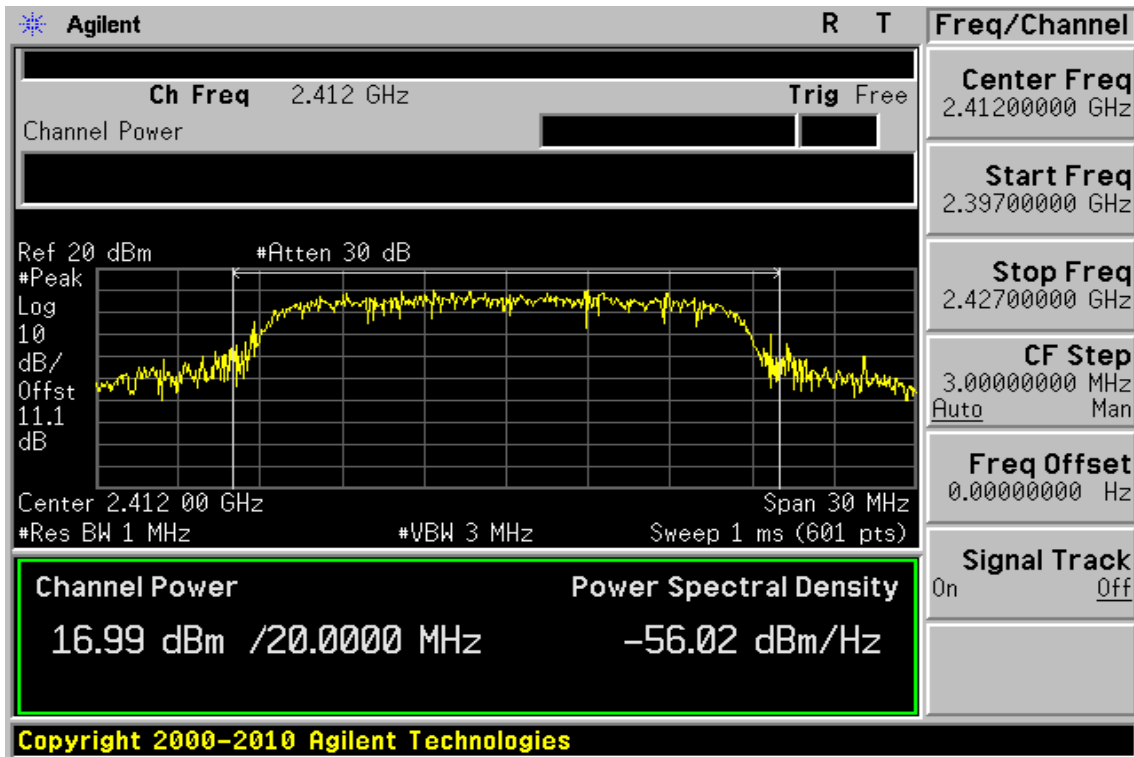 Agilent R T Freq/Channel
Ch Freq 2.412 GHz Trig Free
Channel Power
Center Freq
2.41200000 GHz
Start Freq
2.39700000 GHz
Stop Freq
2.42700000 GHz
CF Step
3.00000000 MHz
Auto Man
Freq Offset
0.00000000 Hz
Signal Track
On Off
Ref 20 dBm #Atten 30 dB
#Peak
Log
10
dB/
Offst
11.1
dB
Center 2.412 00 GHz Span 30 MHz
#Res BW 1 MHz #VBW 3 MHz Sweep 1 ms (601 pts)
Channel Power Power Spectral Density
16.99 dBm /20.0000 MHz -56.02 dBm/Hz
Copyright 2000-2010 Agilent Technologies